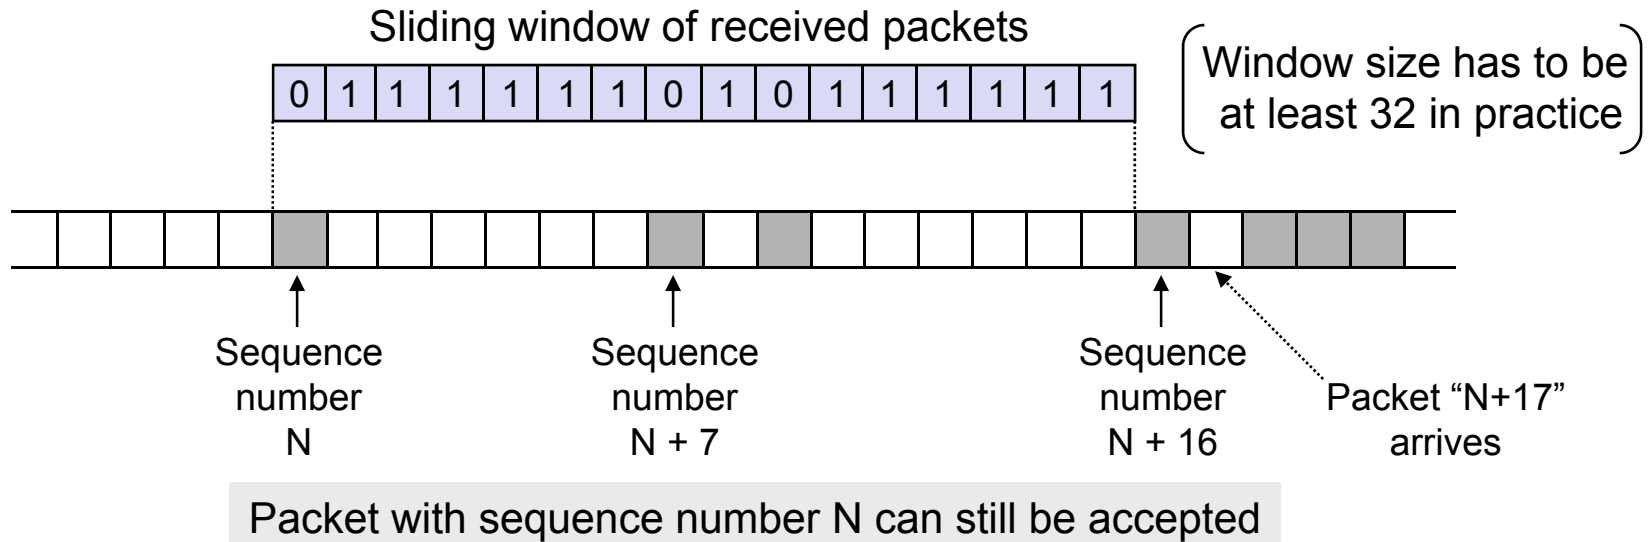 Sliding window of received packets
Window size has to be
at least 32 in practice
0 1 1 1 1 1 1 0 1 0 1 1 1 1 1 1
Sequence
number
N
Sequence
number
N + 7
Sequence
number
N + 16
Packet “N+17”
arrives
Packet with sequence number N can still be accepted